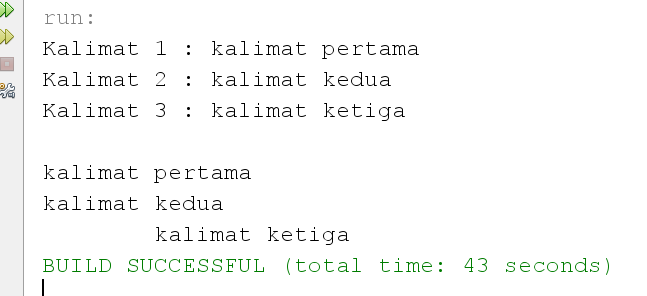 run:
Kalimat 1 : kalimat pertama
Kalimat 2 : kalimat kedua
Kalimat 3 : kalimat ketiga

kalimat pertama
kalimat kedua
        kalimat ketiga
BUILD SUCCESSFUL (total time: 43 seconds)